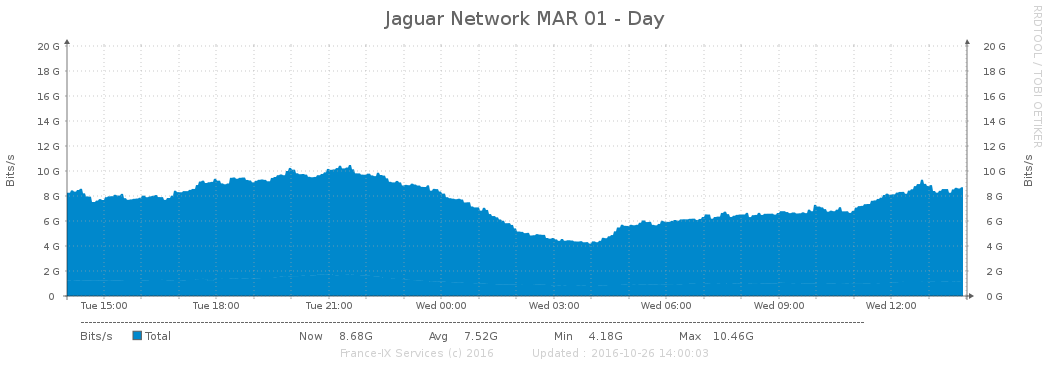 Jaguar Network MAR 01 - Day
RRDTOOL / TOBI OETIKER
Bits/s
20 G 20 G
18 G 18 G
16 G 16 G
14 G 14 G
12 G 12 G
10 G 10 G
8 G 8 G
6 G 6 G
4 G 4 G
2 G 2 G
0 0 G
Bits/s
Tue 15:00 Tue 18:00 Tue 21:00 Wed 00:00 Wed 03:00 Wed 06:00 Wed 09:00 Wed 12:00
Bits/s Total Now 8.68G Avg 7.52G Min 4.18G Max 10.46G
France-IX Services (c) 2016 Updated : 2016-10-26 14:00:03